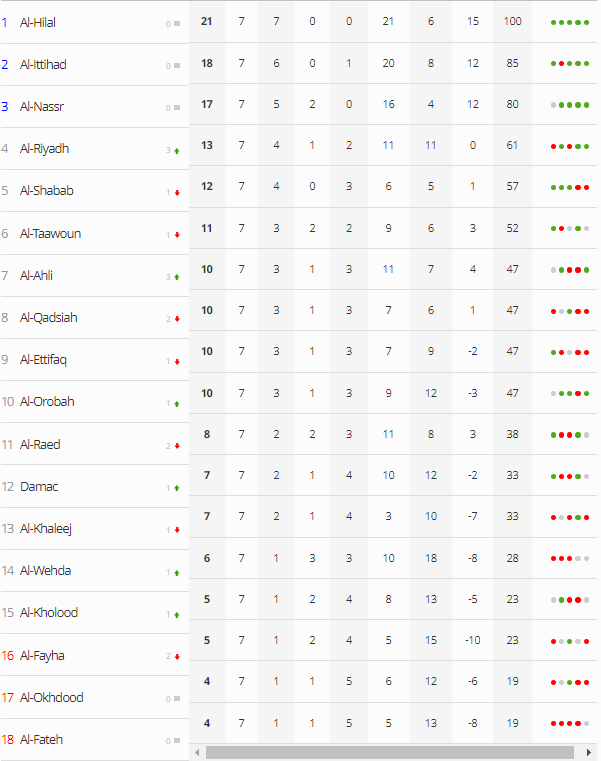 1 Al-Hilal 0 21 7 7 0 0 21 6 15 100
2 Al-Ittihad 0 18 7 6 0 1 20 8 12 85
3 Al-Nassr 0 17 7 5 2 0 16 4 12 80
4 Al-Riyadh 3 13 7 4 1 2 11 11 0 61
5 Al-Shabab 1 12 7 4 0 3 6 5 1 57
6 Al-Taawoun 1 11 7 3 2 2 9 6 3 52
7 Al-Ahli 3 10 7 3 1 3 11 7 4 47
8 Al-Qadsiah 2 10 7 3 1 3 7 6 1 47
9 Al-Ettifaq 1 10 7 3 1 3 7 9 -2 47
10 Al-Orobah 1 10 7 3 1 3 9 12 -3 47
11 Al-Raed 2 8 7 2 2 3 11 8 3 38
12 Damac 1 7 7 2 1 4 10 12 -2 33
13 Al-Khaleej 1 7 7 2 1 4 3 10 -7 33
14 Al-Wehda 1 6 7 1 3 3 10 18 -8 28
15 Al-Kholood 1 5 7 1 2 4 8 13 -5 23
16 Al-Fayha 2 5 7 1 2 4 5 15 -10 23
17 Al-Okhdood 0 4 7 1 1 5 6 12 -6 19
18 Al-Fateh 0 4 7 1 1 5 5 13 -8 19